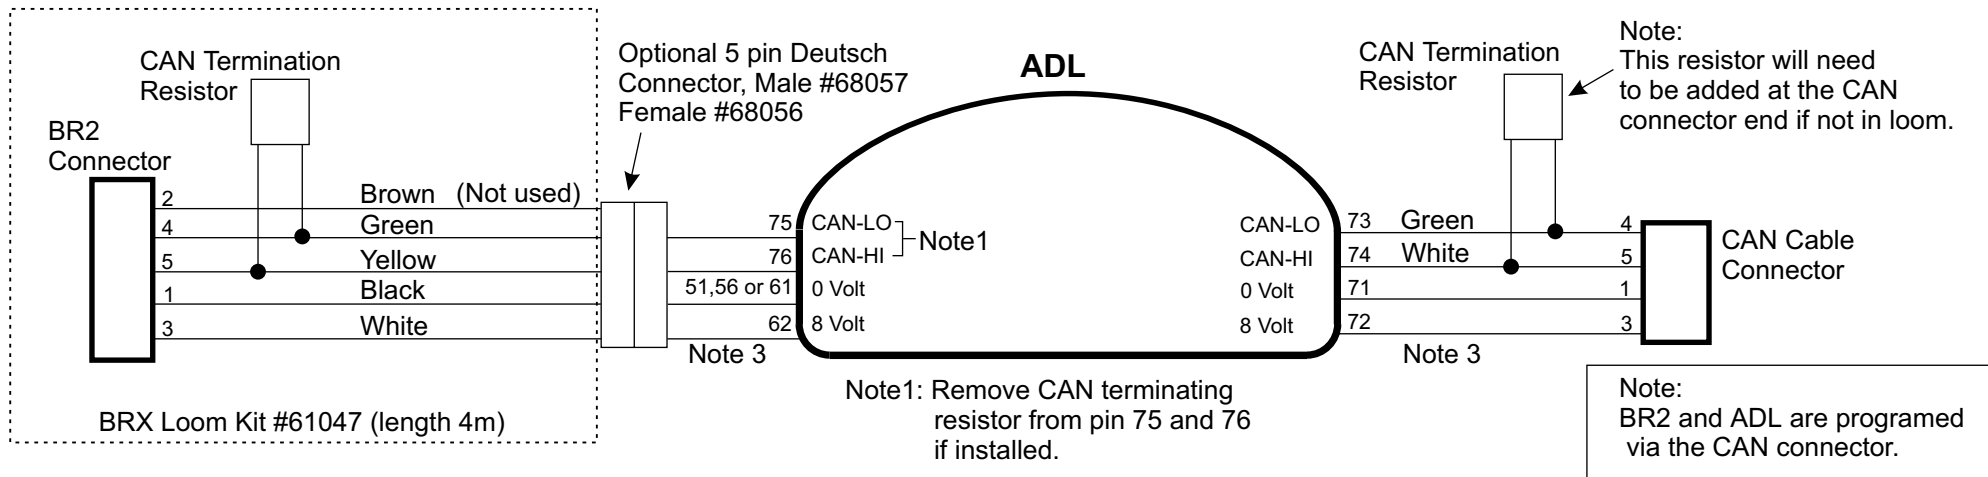 CAN Termination
Resistor
BR2
Connector
2
4
5
1
3
Brown (Not used)
Green
Yellow
Black
White
BRX Loom Kit #61047 (length 4m)
Optional 5 pin Deutsch
Connector, Male #68057
Female #68056
75
76
51,56 or 61
62
Note 3
ADL
CAN-LO
CAN-HI
Note1
0 Volt
8 Volt
CAN-LO
CAN-HI
0 Volt
8 Volt
Note1: Remove CAN terminating
resistor from pin 75 and 76
if installed.
CAN Termination
Resistor
Note:
This resistor will need
to be added at the CAN
connector end if not in loom.
73 Green 4
74 White 5
71 1
72 3
Note 3
CAN Cable
Connector
Note:
BR2 and ADL are programed
via the CAN connector.